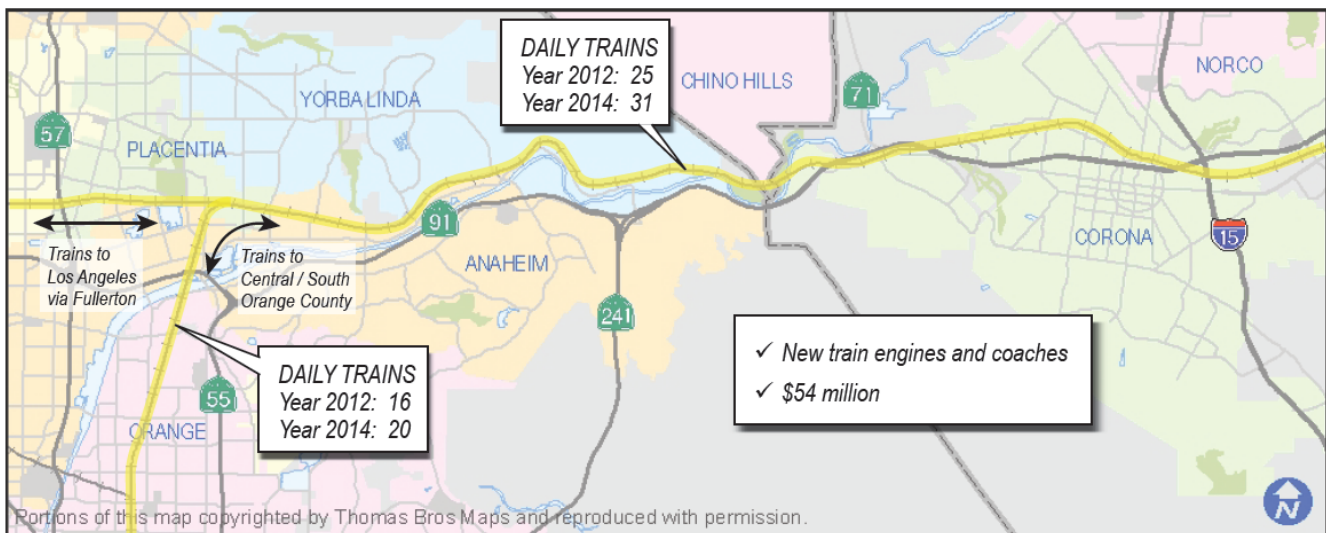 DAILY TRAINS
Year 2012: 25
Year 2014: 31
CHINO HILLS
NORCO
71
YORBA LINDA
57
PLACENTIA
91
Trains to
Los Angeles
via Fullerton
Trains to
Central / South
Orange County
ANAHEIM
CORONA
15
241
✓ New train engines and coaches
✓ $54 million
DAILY TRAINS
Year 2012: 16
Year 2014: 20
55
ORANGE
Portions of this map copyrighted by Thomas Bros Maps and reproduced with permission.
N